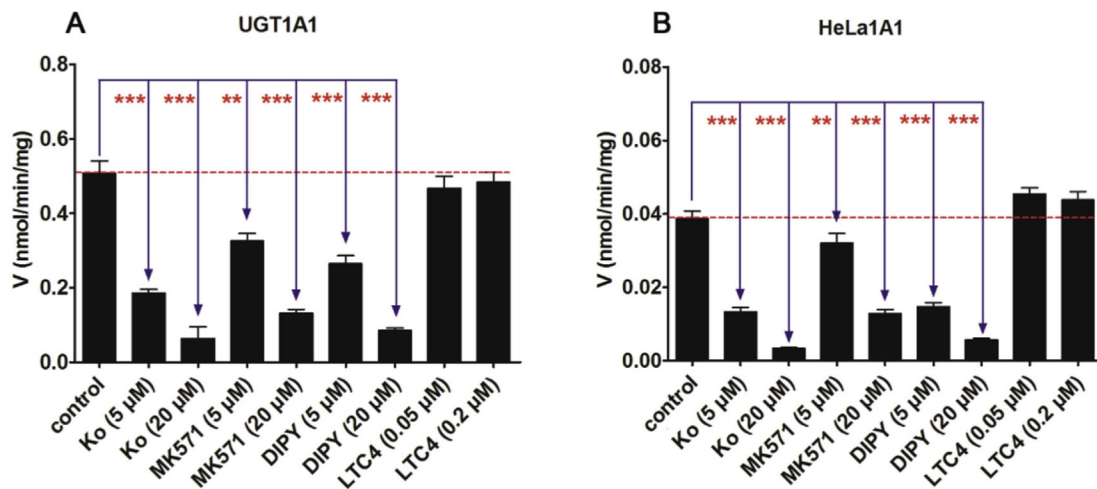 A
UGT1A1
V (nmol/min/mg)
0.8
0.6
0.4
0.2
0.0
*** *** ** *** *** ***
control
Ko (5 μM)
Ko (20 μM)
MK571 (5 μM)
MK571 (20 μM)
DIPY (5 μM)
DIPY (20 μM)
LTC4 (0.05 μM)
LTC4 (0.2 μM)
B
HeLa1A1
V (nmol/min/mg)
0.08
0.06
0.04
0.02
0.00
*** *** ** *** *** ***
control
Ko (5 μM)
Ko (20 μM)
MK571 (5 μM)
MK571 (20 μM)
DIPY (5 μM)
DIPY (20 μM)
LTC4 (0.05 μM)
LTC4 (0.2 μM)